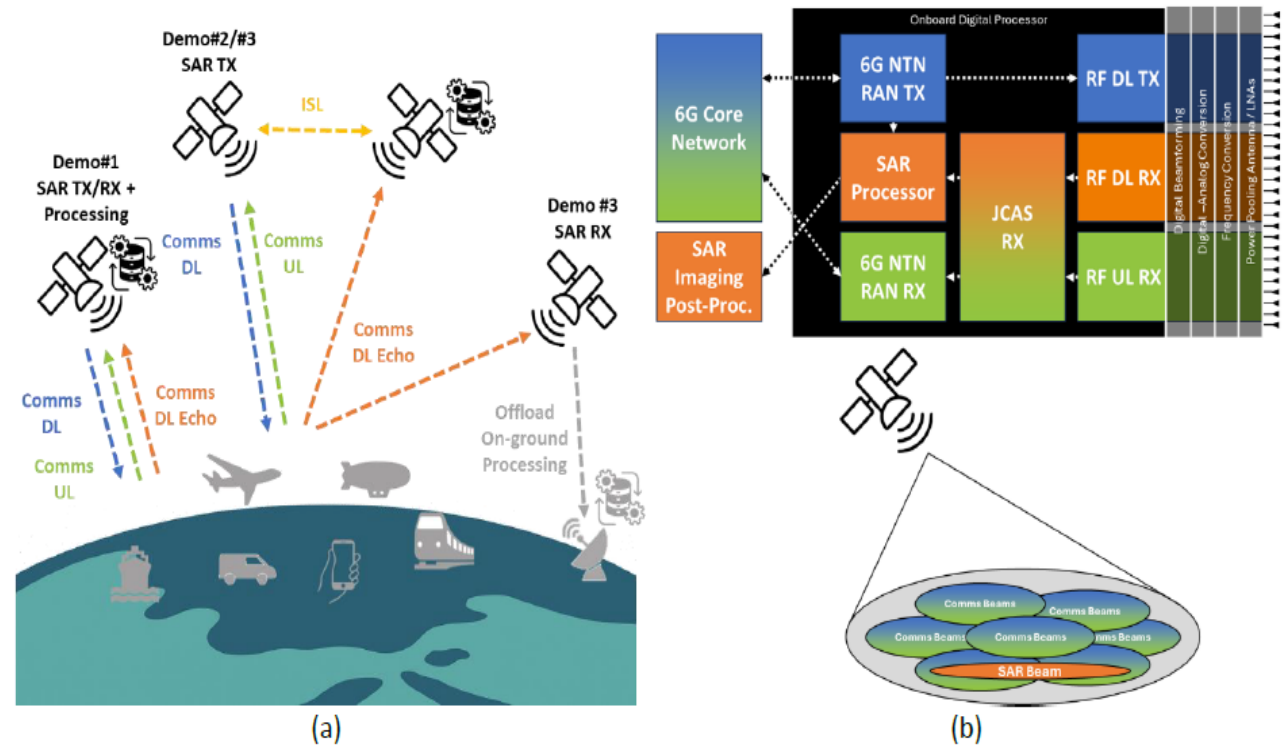 Demo#2/#3
SAR TX
ISL
Demo#1
SAR TX/RX +
Processing
Demo #3
SAR RX
Comms
DL
Comms
UL
Comms
DL Echo
Comms
DL
Comms
UL
Comms
DL Echo
Offload
On-ground
Processing
(a)
Onboard Digital Processor
6G Core
Network
6G NTN
RAN TX
RF DL TX
SAR
Processor
JCAS
RX
RF DL RX
SAR
Imaging
Post-Proc.
6G NTN
RAN RX
RF UL RX
Digital Beamforming
Digital –Analog Conversion
Frequency Conversion
Power Pooling Antenna / LNAs
Comms Beams
Comms Beams
Comms Beams
Comms Beams
mms Beams
SAR Beam
(b)